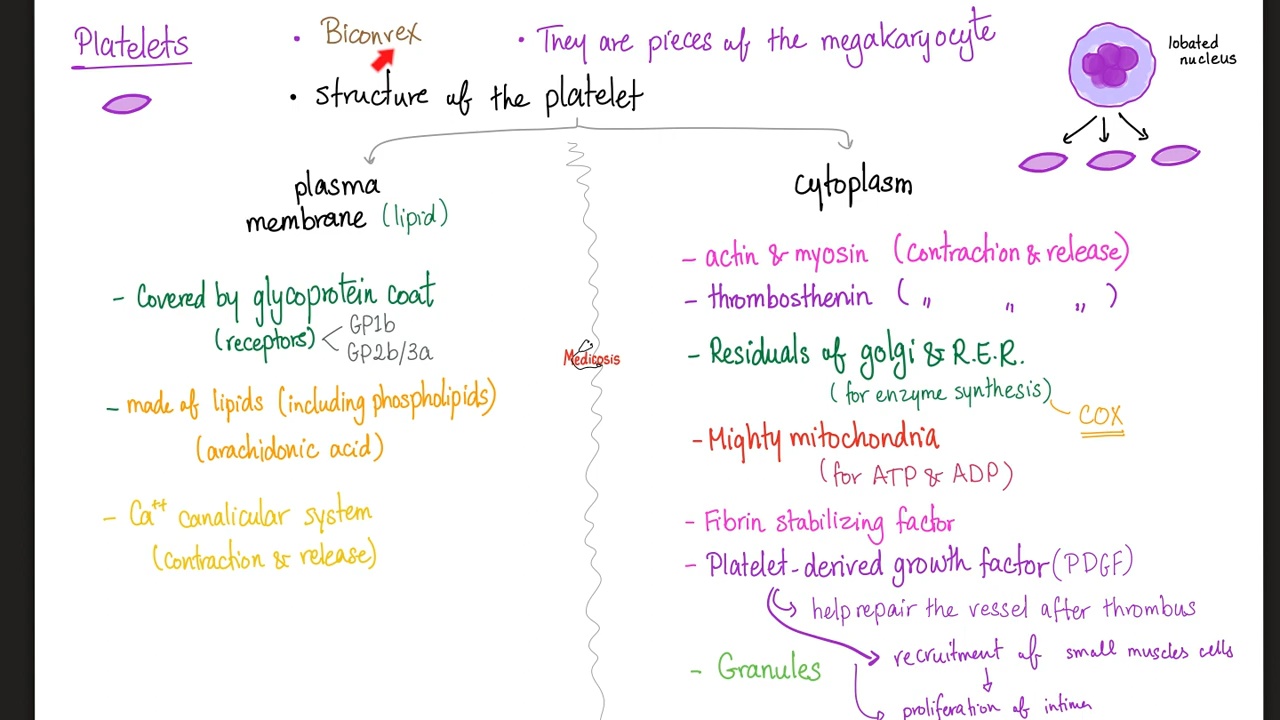 Platelets
• Biconvex
• They are pieces of the megakaryocyte
lobated
nucleus
• structure of the platelet
plasma
membrane (lipid)
- Covered by glycoprotein coat
(receptors)
GP1b
GP2b/3a
- made of lipids (including phospholipids)
(arachidonic acid)
- Ca++ canalicular system
(contraction & release)
Medicosis
cytoplasm
- actin & myosin (contraction & release)
- thrombosthenin ( " " " )
- Residuals of golgi & R.E.R.
(for enzyme synthesis)
COX
- Mighty mitochondria
(for ATP & ADP)
- Fibrin stabilizing factor
- Platelet-derived growth factor (PDGF)
help repair the vessel after thrombus
recruitment of small muscles cells
proliferation of intima
- Granules